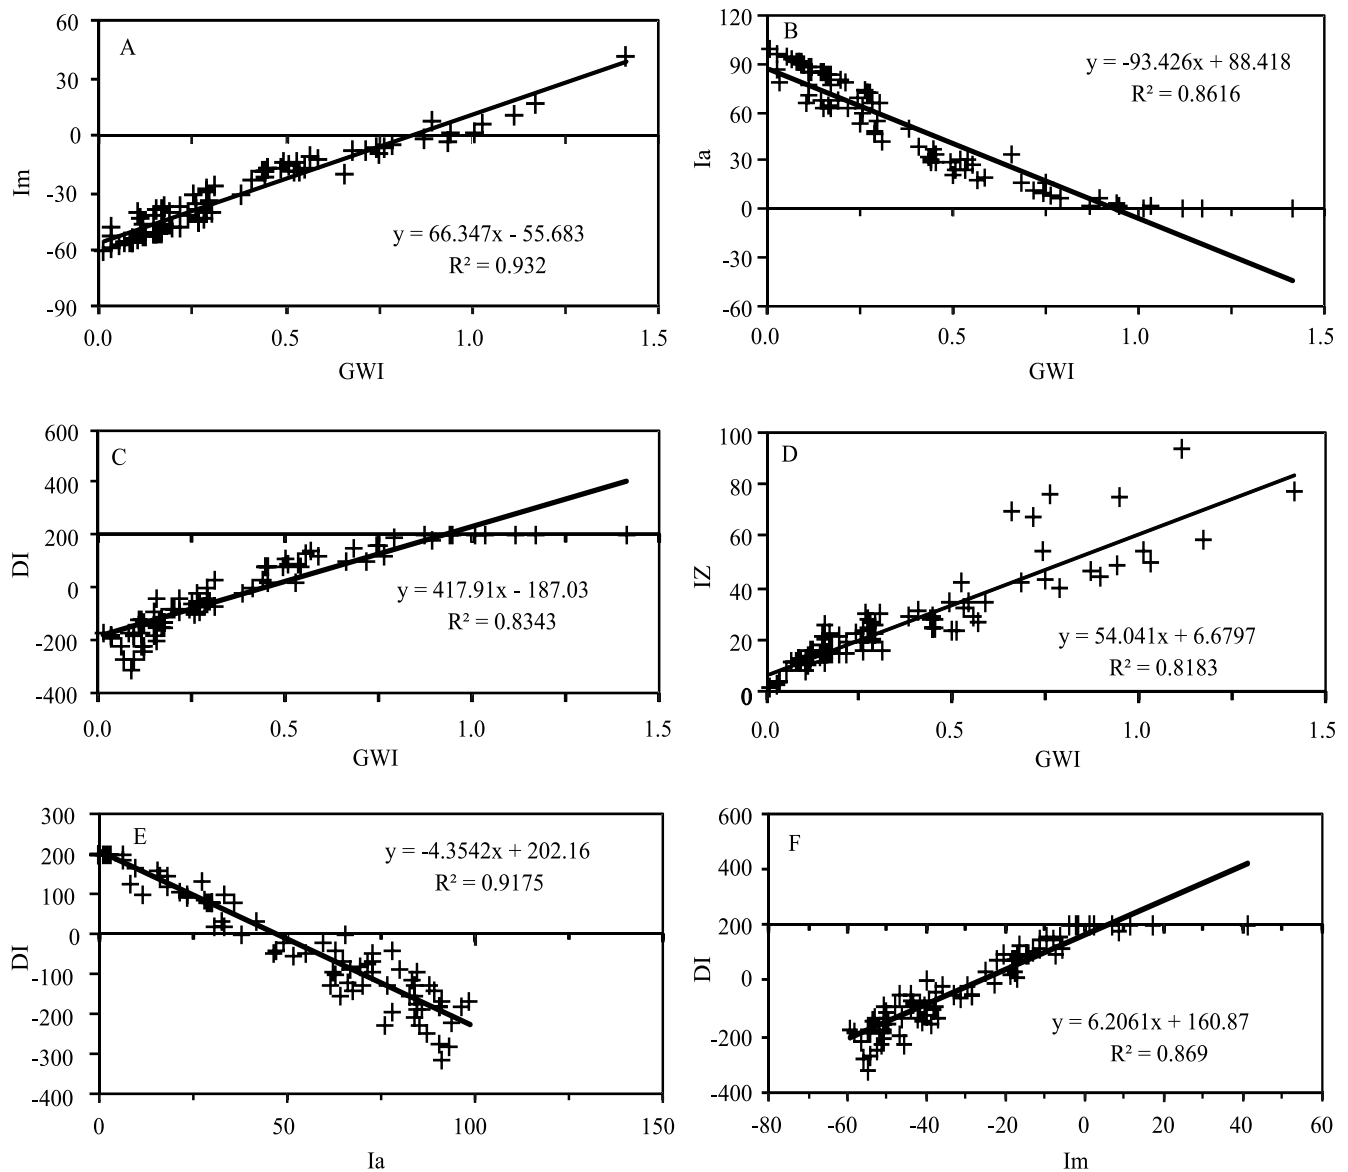 A
y = 66.347x - 55.683
R² = 0.932
60
30
0
-30
-60
-90
Im
0.0 0.5 1.0 1.5
GWI
B
y = -93.426x + 88.418
R² = 0.8616
120
90
60
30
0
-30
-60
Ia
0.0 0.5 1.0 1.5
GWI
C
y = 417.91x - 187.03
R² = 0.8343
600
400
200
0
-200
-400
DI
0.0 0.5 1.0 1.5
GWI
D
y = 54.041x + 6.6797
R² = 0.8183
100
80
60
40
20
0
IZ
0.0 0.5 1.0 1.5
GWI
E
y = -4.3542x + 202.16
R² = 0.9175
300
200
100
0
-100
-200
-300
-400
DI
0 50 100 150
Ia
F
y = 6.2061x + 160.87
R² = 0.869
600
400
200
0
-200
-400
DI
-80 -60 -40 -20 0 20 40 60
Im